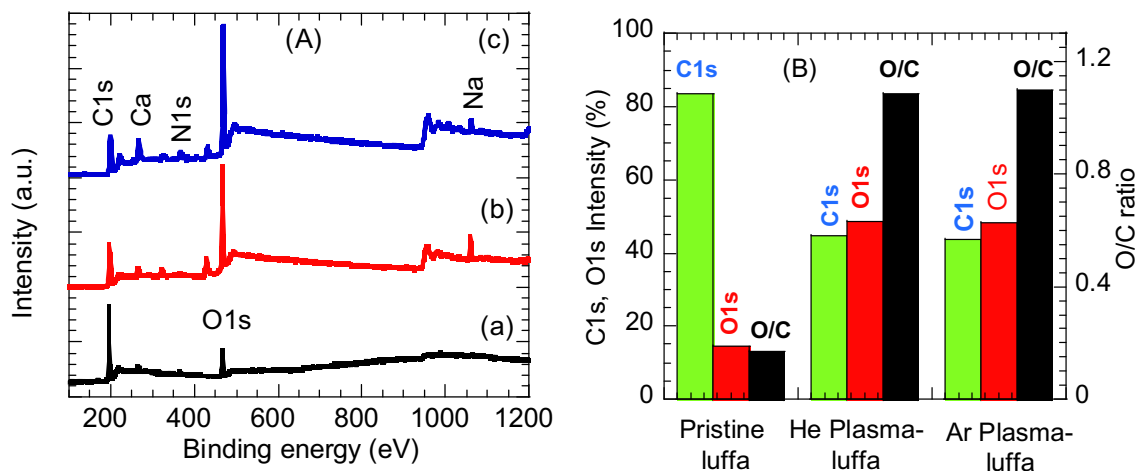 (A)
(c)
C1s
Ca
N1s
Na
(b)
O1s
(a)
Intensity (a.u.)
200 400 600 800 1000 1200
Binding energy (eV)
100
80
60
40
20
0
C1s, O1s Intensity (%)
(B)
C1s
O1s
O/C
C1s
O1s
O/C
C1s
O1s
O/C
1.2
0.8
0.4
0
O/C ratio
Pristine
luffa
He Plasma-
luffa
Ar Plasma-
luffa